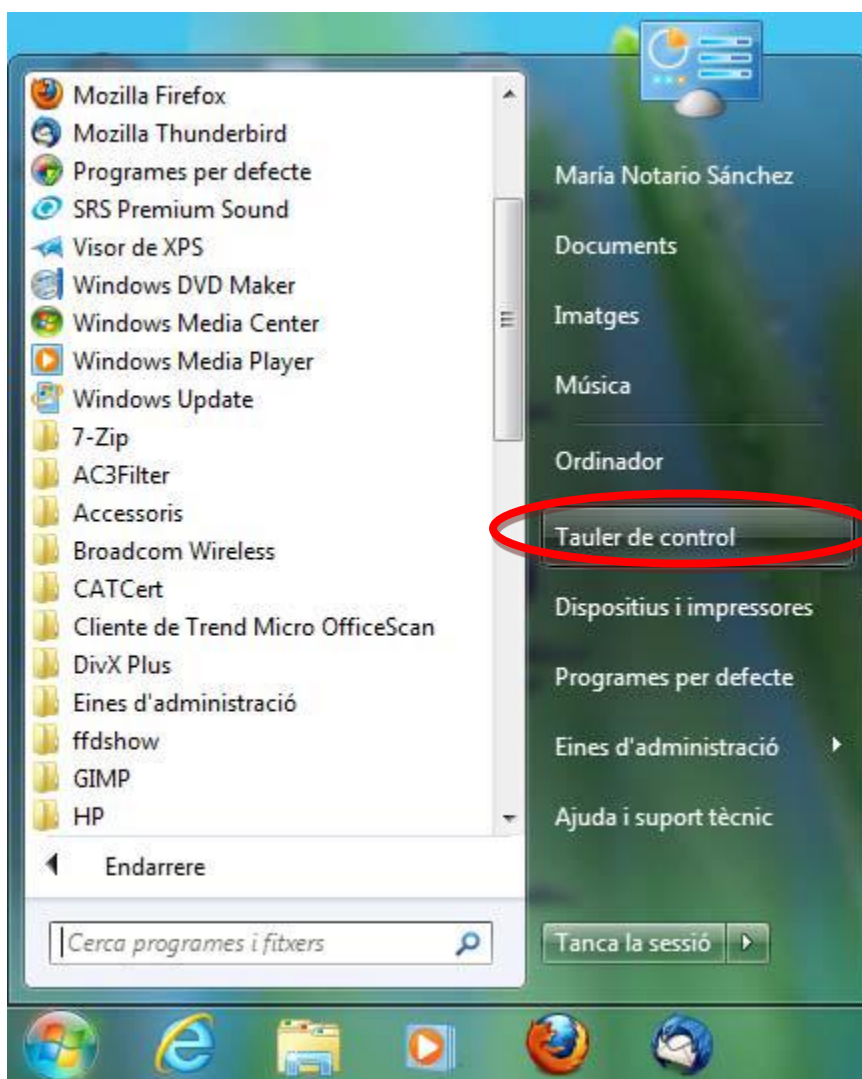 Mozilla Firefox
Mozilla Thunderbird
Programes per defecte
SRS Premium Sound
Visor de XPS
Windows DVD Maker
Windows Media Center
Windows Media Player
Windows Update
7-Zip
AC3Filter
Accessoris
Broadcom Wireless
CATCert
Cliente de Trend Micro OfficeScan
DivX Plus
Eines d'administració
ffdshow
GIMP
HP
Endarrere
Cerca programes i fitxers
María Notario Sánchez
Documents
Imatges
Música
Ordinador
Tauler de control
Dispositius i impressores
Programes per defecte
Eines d'administració
Ajuda i suport tècnic
Tanca la sessió